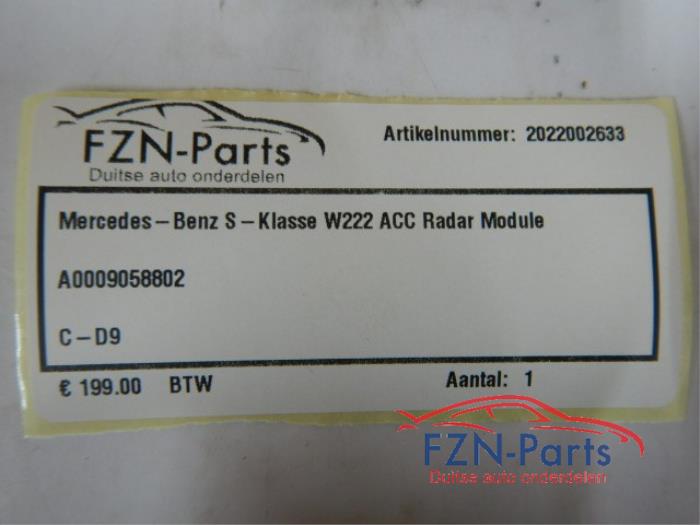 FZN-Parts
Duitse auto onderdelen
Artikelnummer: 2022002633
Mercedes-Benz S-Klasse W222 ACC Radar Module
A0009058802
C-D9
€ 199.00 BTW
Aantal: 1
FZN-Parts
Duitse auto onderdelen